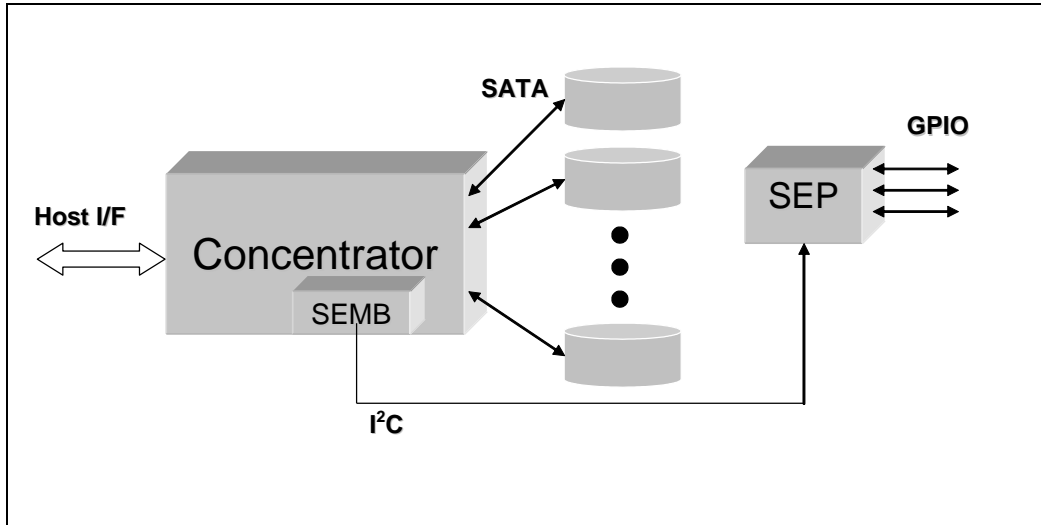 SATA
GPIO
Host I/F
Concentrator
SEMB
SEP
I²C